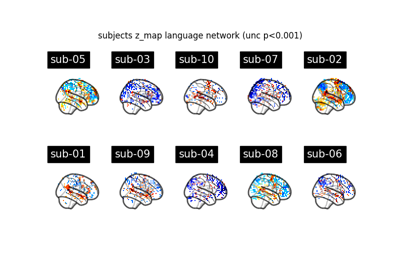 subjects z_map language network (unc p<0.001)
sub-05 sub-03 sub-10 sub-07 sub-02
sub-01 sub-09 sub-04 sub-08 sub-06